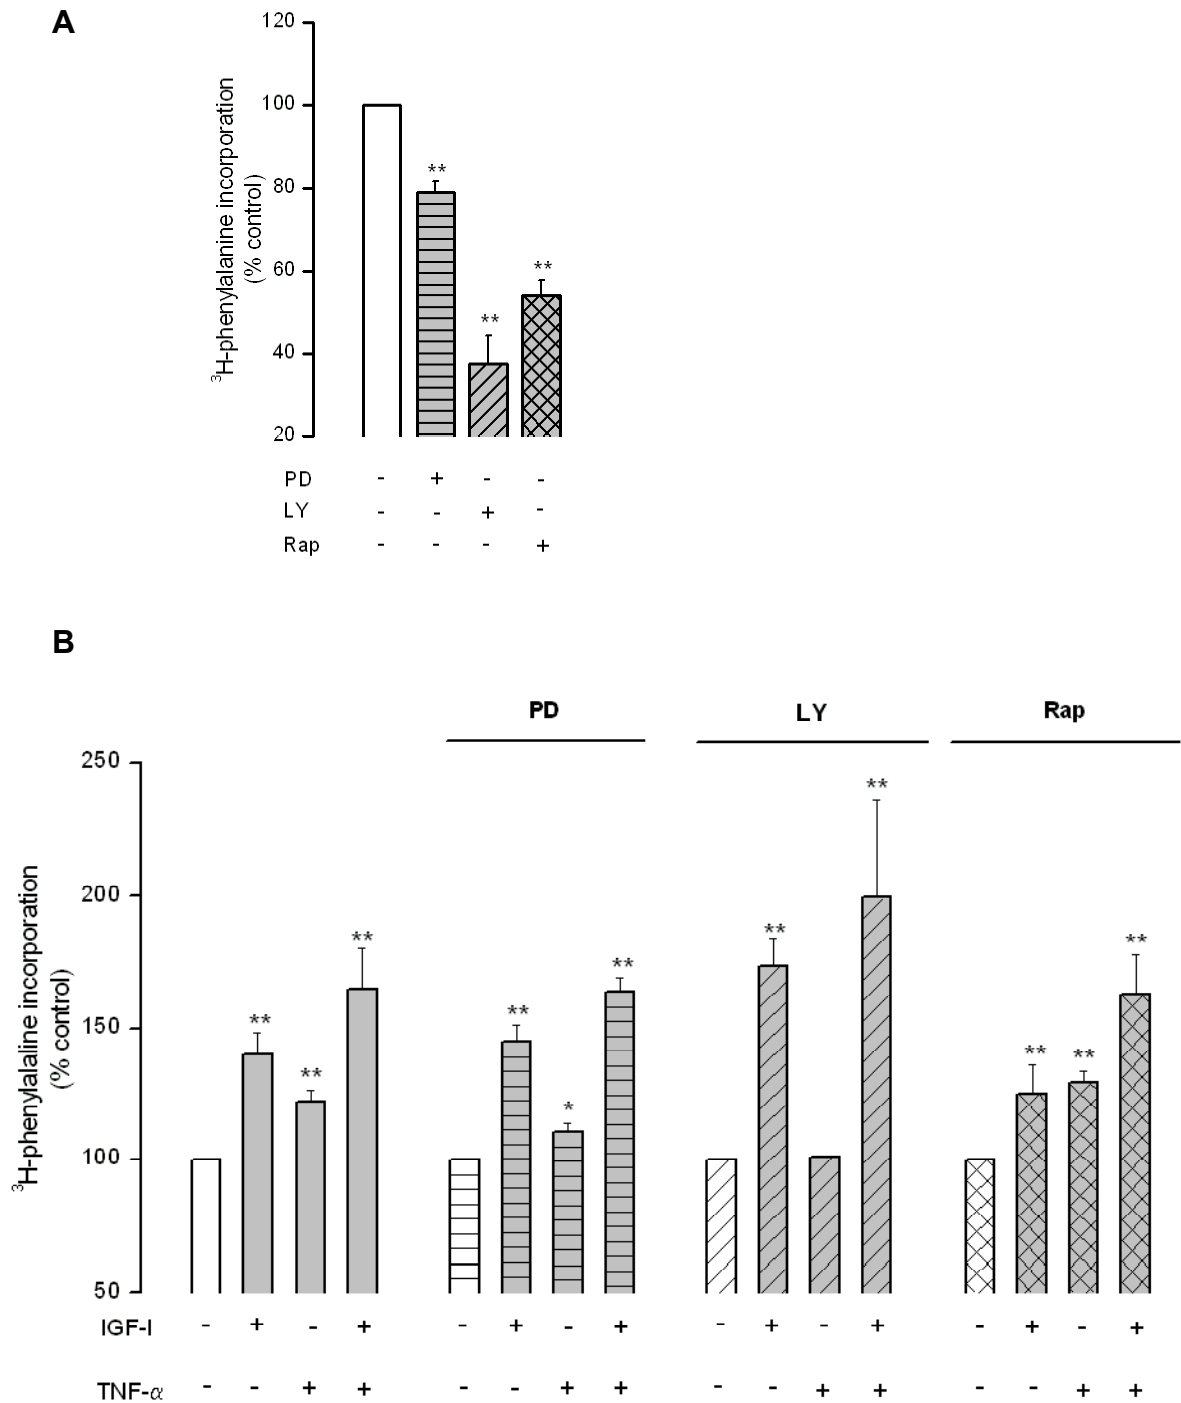 A
120
100
80
60
40
20
³H-phenylalanine incorporation
(% control)
**
**
**
PD - + - -
LY - - + -
Rap - - - +
B
PD LY Rap
250
200
150
100
50
³H-phenylalaline incorporation
(% control)
** ** **
** * **
** **
** ** **
IGF-I - + - + - + - + - + - + - + - +
TNF-α - - + + - - + + - - + + - - + +